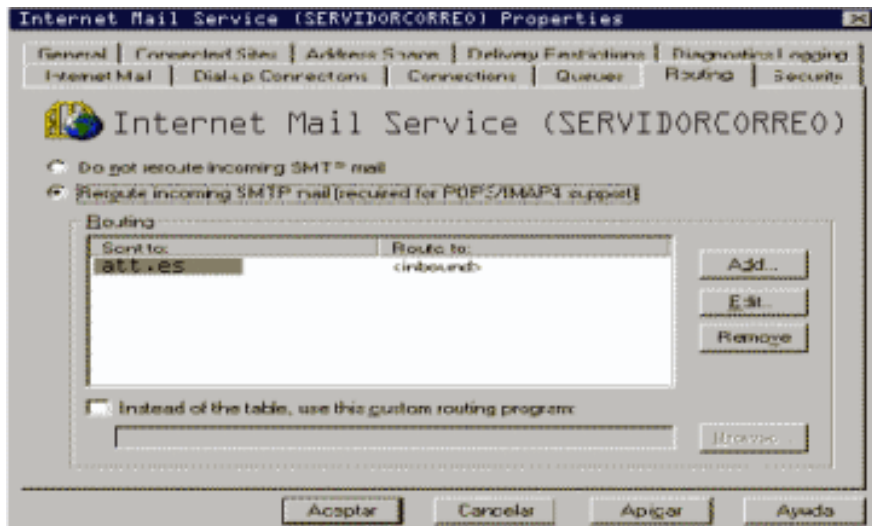 Internet Mail Service (SERVIDORCORREO) Properties
General Connected Sites Address Space Delivery Restrictions Diagnostics Logging
Internet Mail Dial-up Connections Connections Queues Routing Security
Internet Mail Service (SERVIDORCORREO)
Do not reroute incoming SMTP mail
Reroute incoming SMTP mail (required for POP3/IMAP4 support)
Routing
Sent to: Route to:
att.es <inbound>
Add...
Edit...
Remove
Instead of the table, use this custom routing program:
Browse...
Aceptar Cancelar Aplicar Ayuda